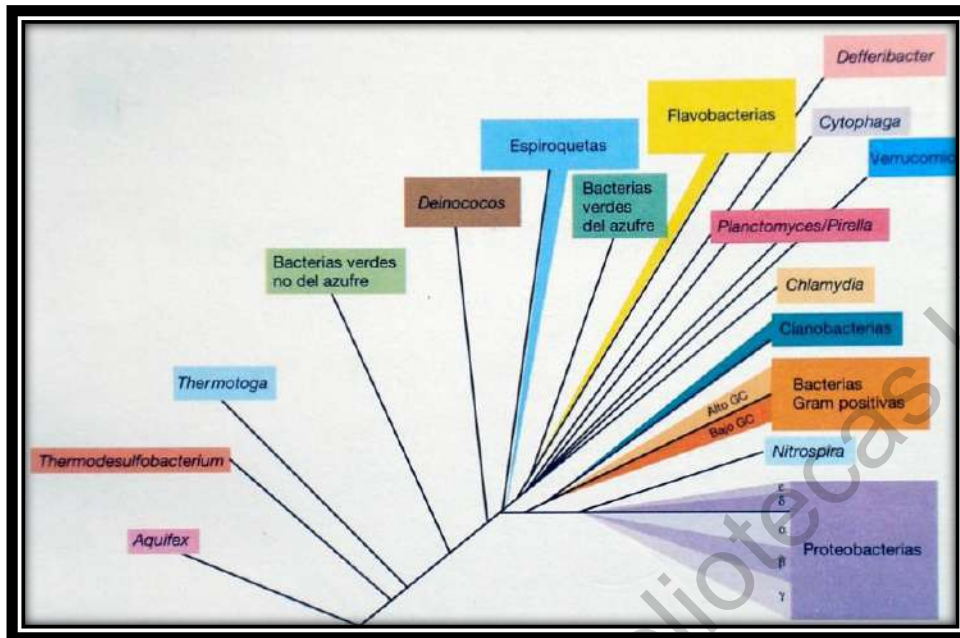 Defferibacter
Flavobacterias
Cytophaga
Espiroquetas
Verrucomic
Bacterias
verdes
del azufre
Deinococos
Planctomyces/Pirella
Bacterias verdes
no del azufre
Chlamydia
Cianobacterias
Thermotoga
Alto GC
Bajo GC
Bacterias
Gram positivas
Nitrospira
Thermodesulfobacterium
ε
δ
α
β
γ
Proteobacterias
Aquifex
bliotecas